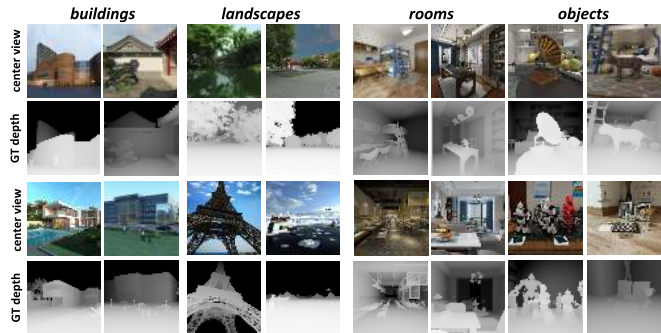 buildings landscapes rooms objects
center view
GT depth
center view
GT depth